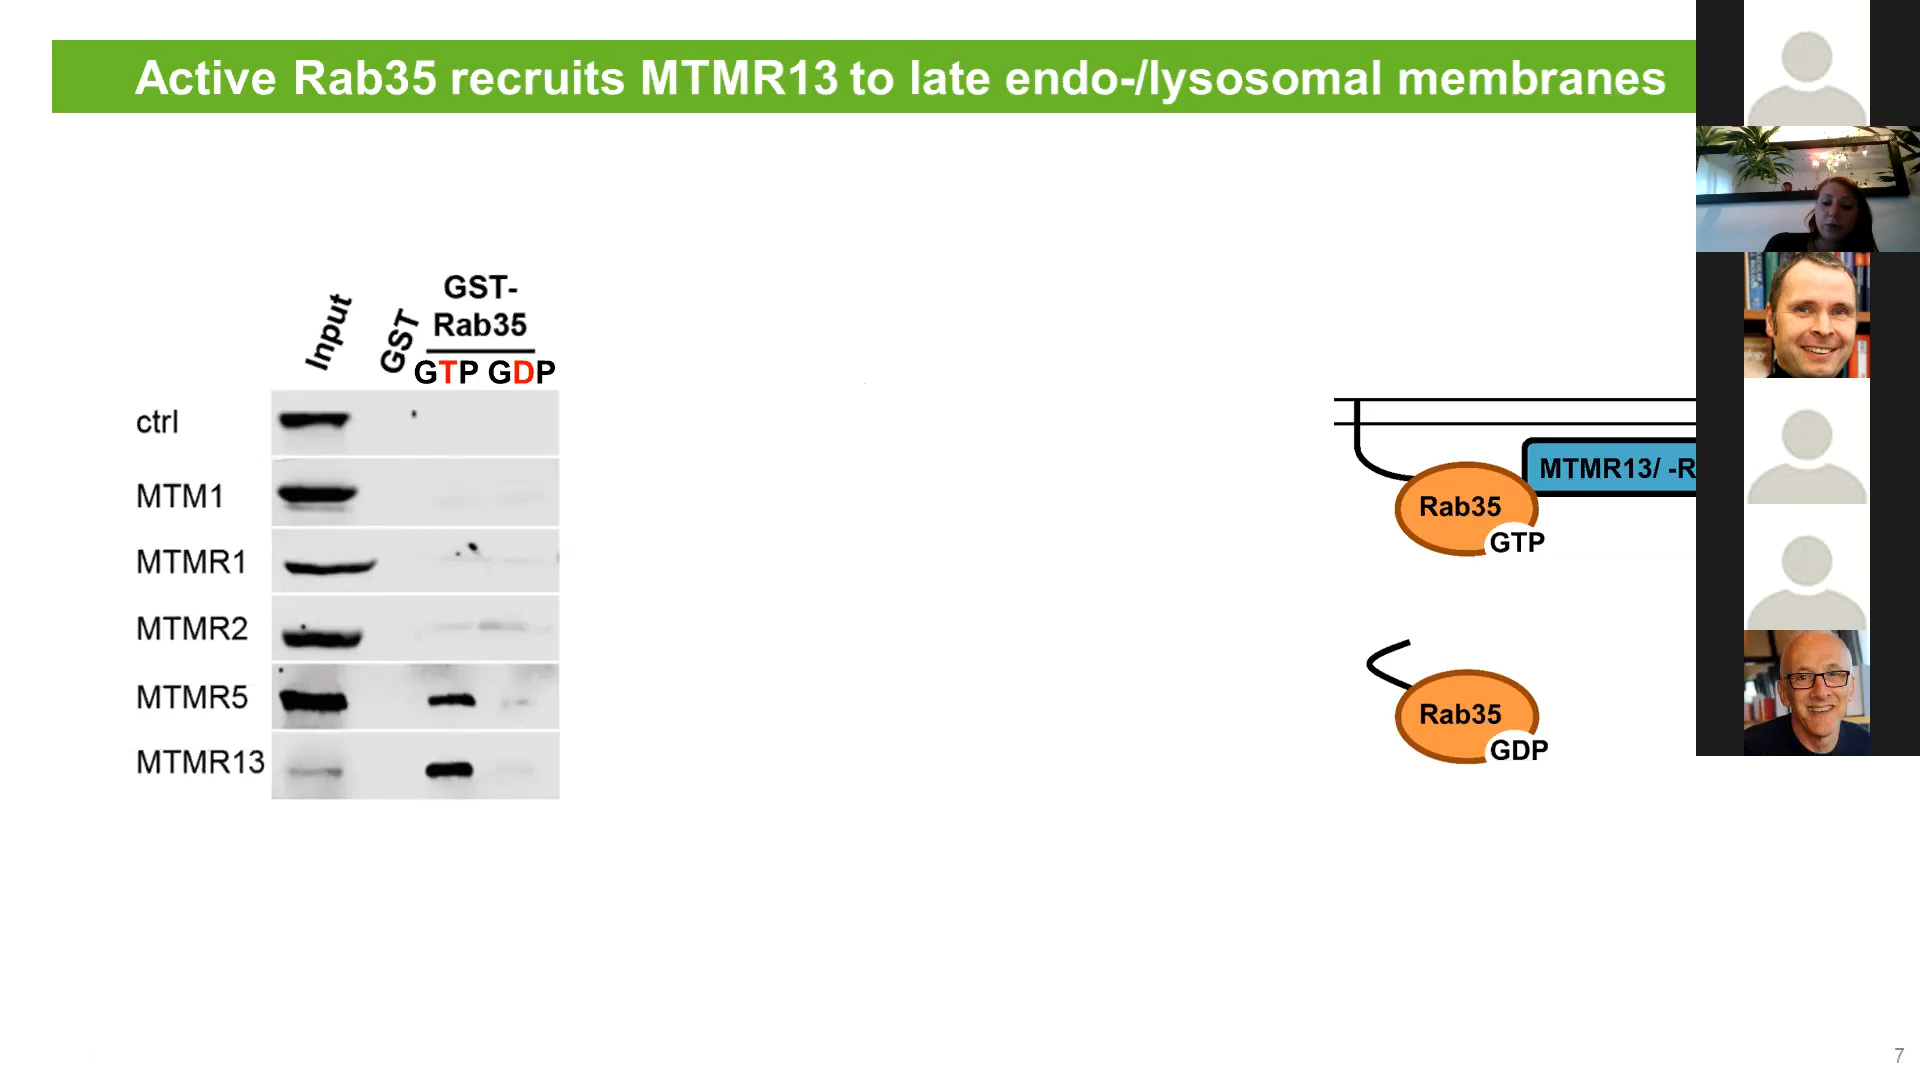 Active Rab35 recruits MTMR13 to late endo-/lysosomal membranes
Input
GST
GST-
Rab35
GTP GDP
ctrl
MTM1
MTMR1
MTMR2
MTMR5
MTMR13
MTMR13/ -R
Rab35
GTP
Rab35
GDP
7